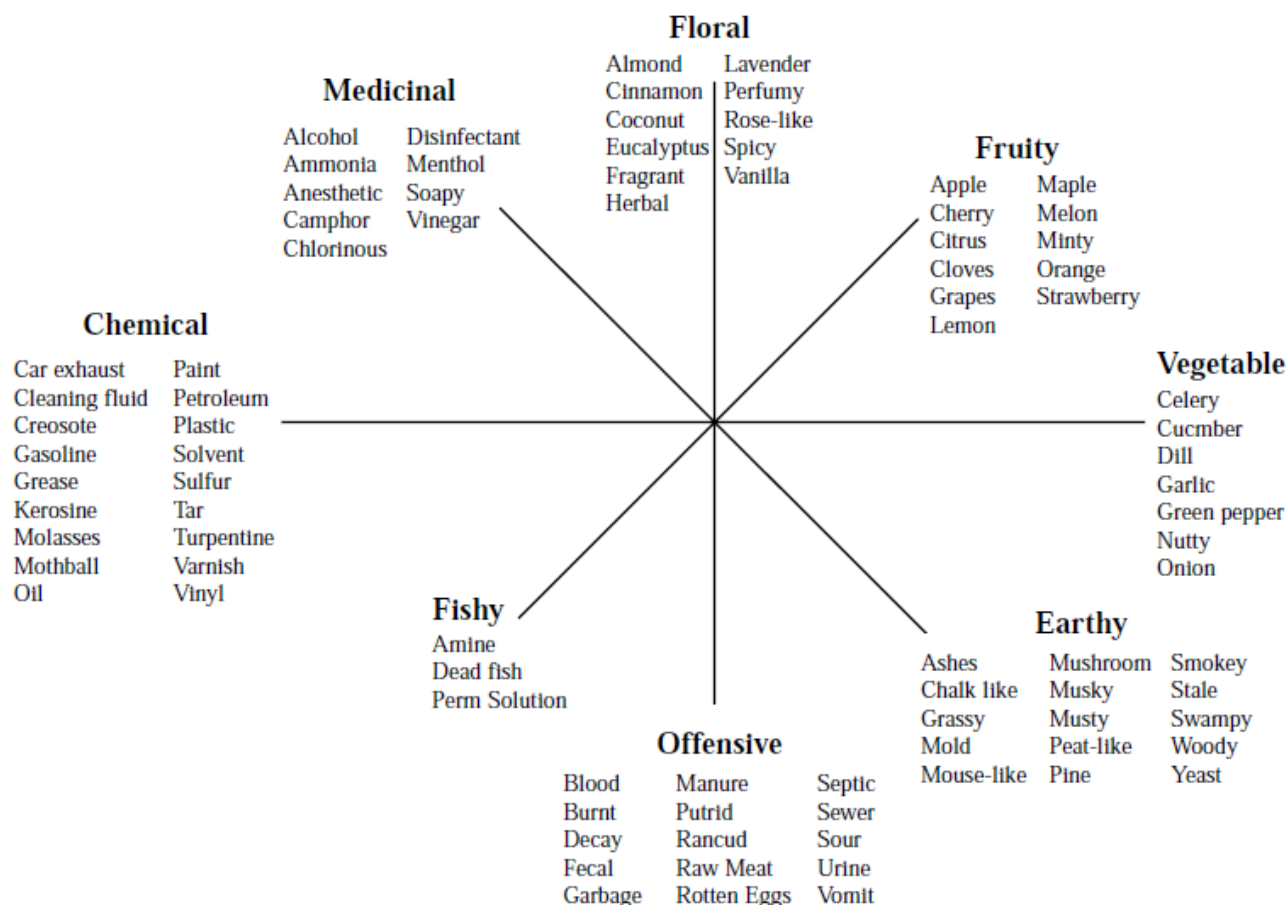 Floral
Almond Lavender
Cinnamon Perfumy
Coconut Rose-like
Eucalyptus Spicy
Fragrant Vanilla
Herbal
Medicinal
Alcohol Disinfectant
Ammonia Menthol
Anesthetic Soapy
Camphor Vinegar
Chlorinous
Fruity
Apple Maple
Cherry Melon
Citrus Minty
Cloves Orange
Grapes Strawberry
Lemon
Chemical
Car exhaust Paint
Cleaning fluid Petroleum
Creosote Plastic
Gasoline Solvent
Grease Sulfur
Kerosine Tar
Molasses Turpentine
Mothball Varnish
Oil Vinyl
Vegetable
Celery
Cucmber
Dill
Garlic
Green pepper
Nutty
Onion
Fishy
Amine
Dead fish
Perm Solution
Earthy
Ashes Mushroom Smokey
Chalk like Musky Stale
Grassy Musty Swampy
Mold Peat-like Woody
Mouse-like Pine Yeast
Offensive
Blood Manure Septic
Burnt Putrid Sewer
Decay Rancud Sour
Fecal Raw Meat Urine
Garbage Rotten Eggs Vomit